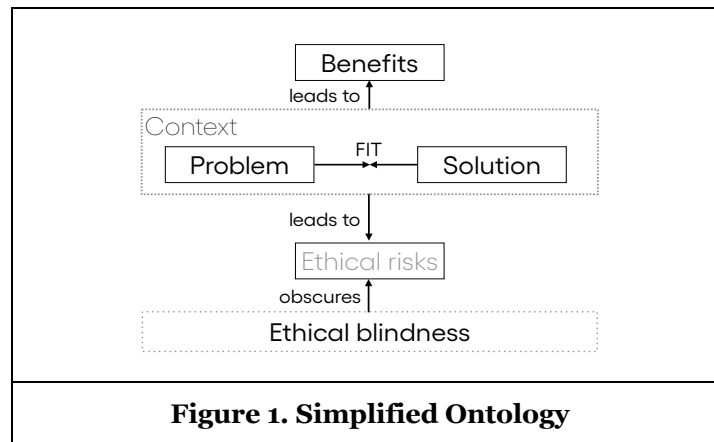 Benefits
leads to
Context
FIT
Problem
Solution
leads to
Ethical risks
obscures
Ethical blindness
Figure 1. Simplified Ontology